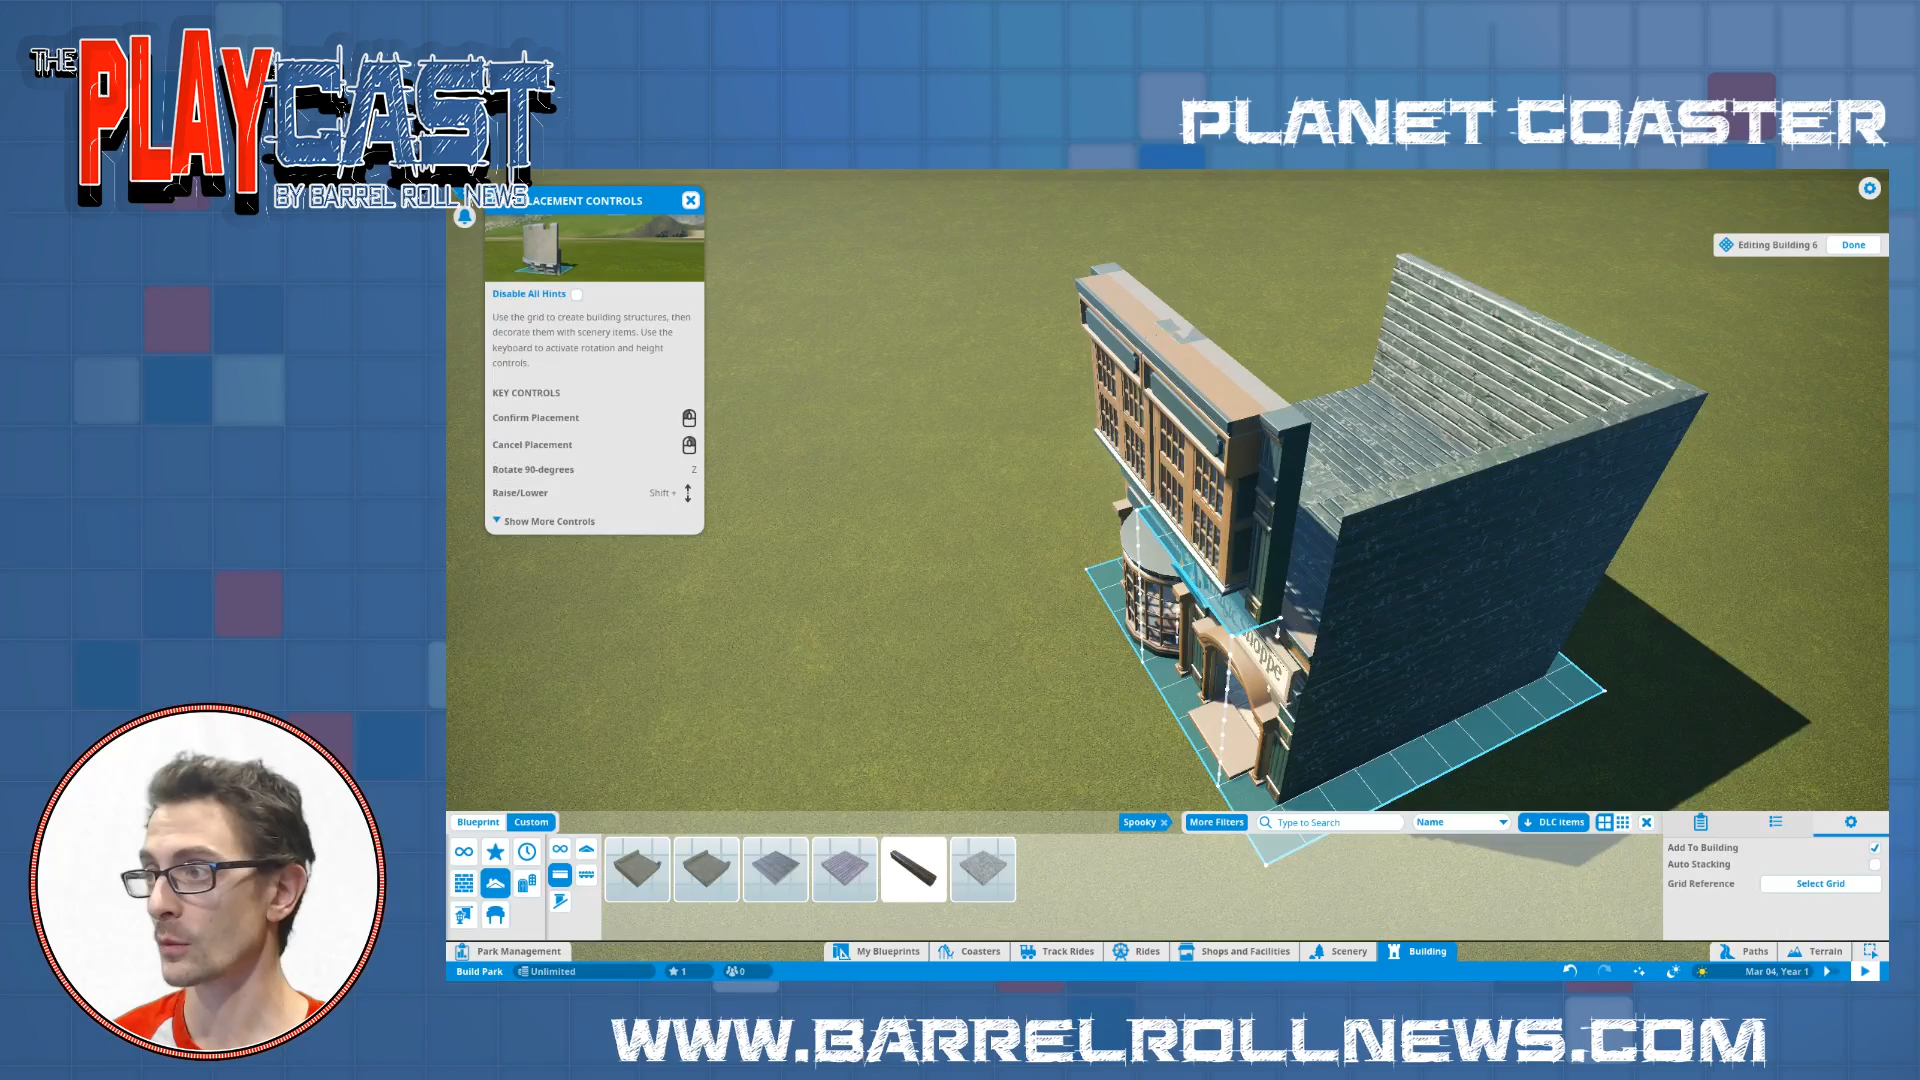 THE
PLAYCAST
BY BARREL ROLL NEWS
PLANET COASTER
LACEMENT CONTROLS
Editing Building 6
Done
Disable All Hints
Use the grid to create building structures, then
decorate them with scenery items. Use the
keyboard to activate rotation and height
controls.
KEY CONTROLS
Confirm Placement
Cancel Placement
Rotate 90-degrees
Z
Raise/Lower
Shift +
Show More Controls
hoppe
Blueprint
Custom
Spooky
More Filters
Type to Search
Name
DLC items
Add To Building
Auto Stacking
Grid Reference
Select Grid
Park Management
My Blueprints
Coasters
Track Rides
Rides
Shops and Facilities
Scenery
Building
Paths
Terrain
Build Park
Unlimited
1
0
Mar 04, Year 1
WWW.BARRELROLLNEWS.COM